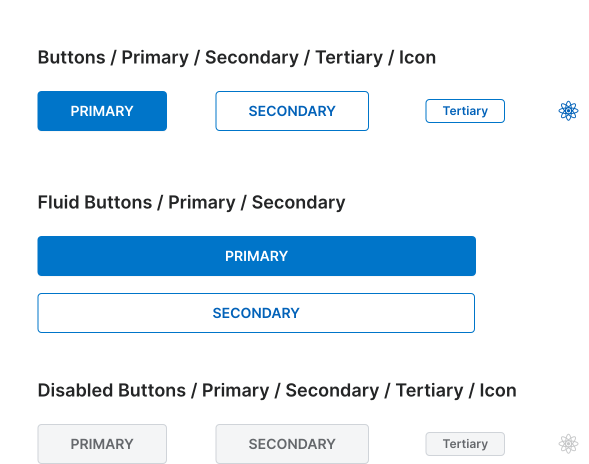 Buttons / Primary / Secondary / Tertiary / Icon
PRIMARY SECONDARY Tertiary
Fluid Buttons / Primary / Secondary
PRIMARY
SECONDARY
Disabled Buttons / Primary / Secondary / Tertiary / Icon
PRIMARY SECONDARY Tertiary